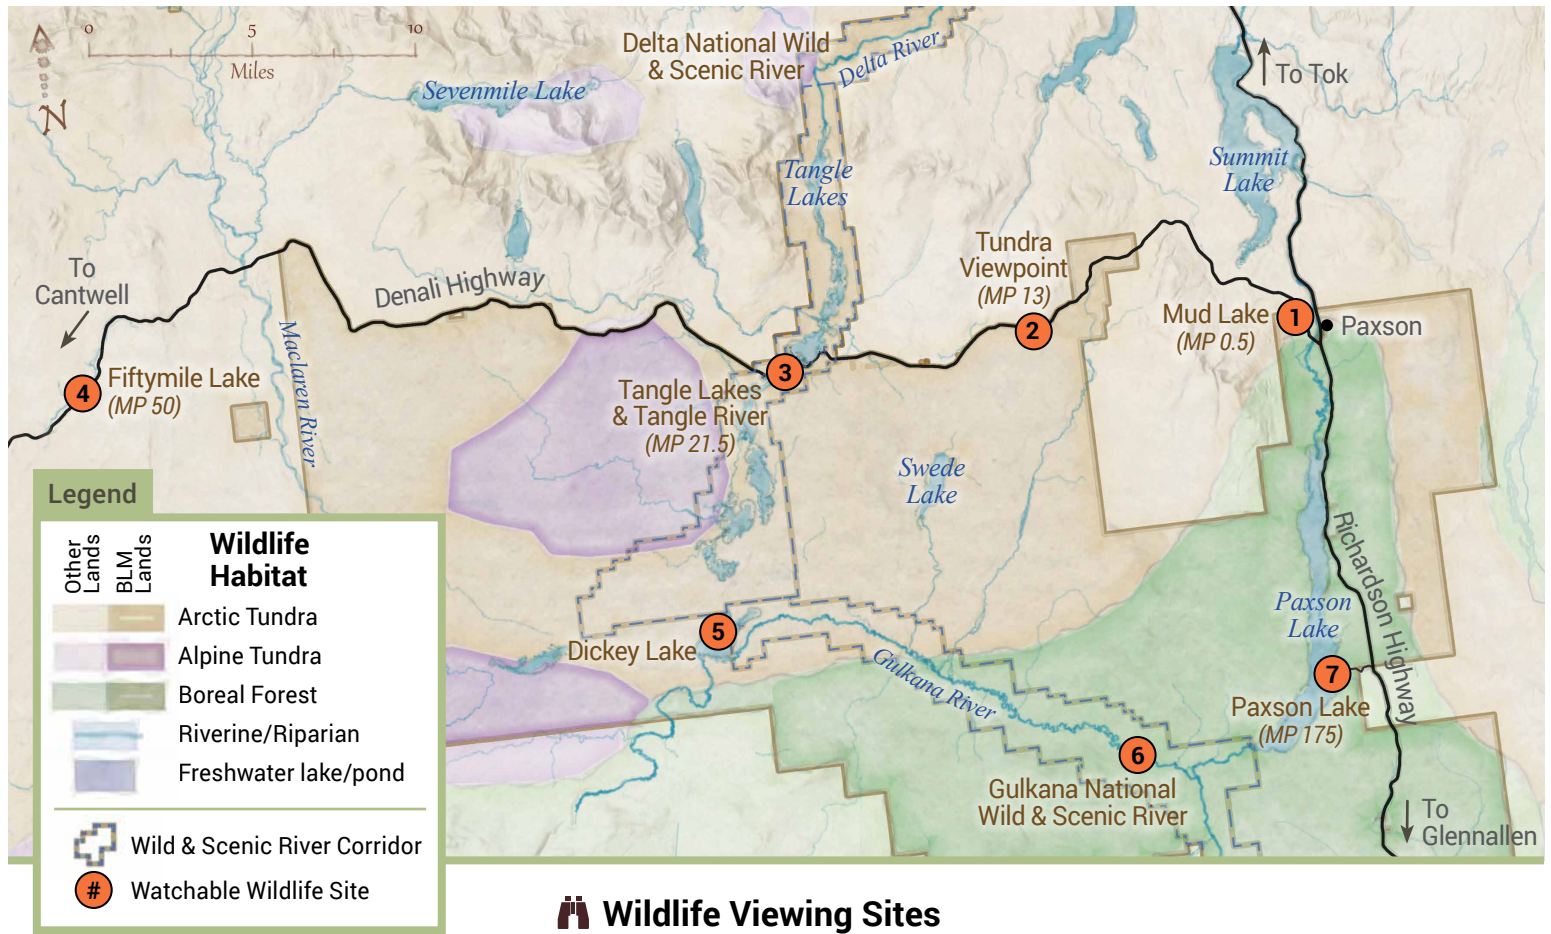 0 5 10
Miles
N
Delta National Wild
& Scenic River
Delta River
To Tok
Sevenmile Lake
Summit
Lake
Tangle
Lakes
To
Cantwell
Denali Highway
Tundra
Viewpoint
(MP 13)
2
Mud Lake
(MP 0.5)
1
Paxson
Maclaren River
4
Fiftymile Lake
(MP 50)
3
Tangle Lakes
& Tangle River
(MP 21.5)
Swede
Lake
Richardson Highway
Paxson
Lake
5
Dickey Lake
Gulkana River
7
Paxson Lake
(MP 175)
6
Gulkana National
Wild & Scenic River
To
Glennallen
Legend
Other
Lands
BLM
Lands
Wildlife
Habitat
Arctic Tundra
Alpine Tundra
Boreal Forest
Riverine/Riparian
Freshwater lake/pond
Wild & Scenic River Corridor
# Watchable Wildlife Site
Wildlife Viewing Sites